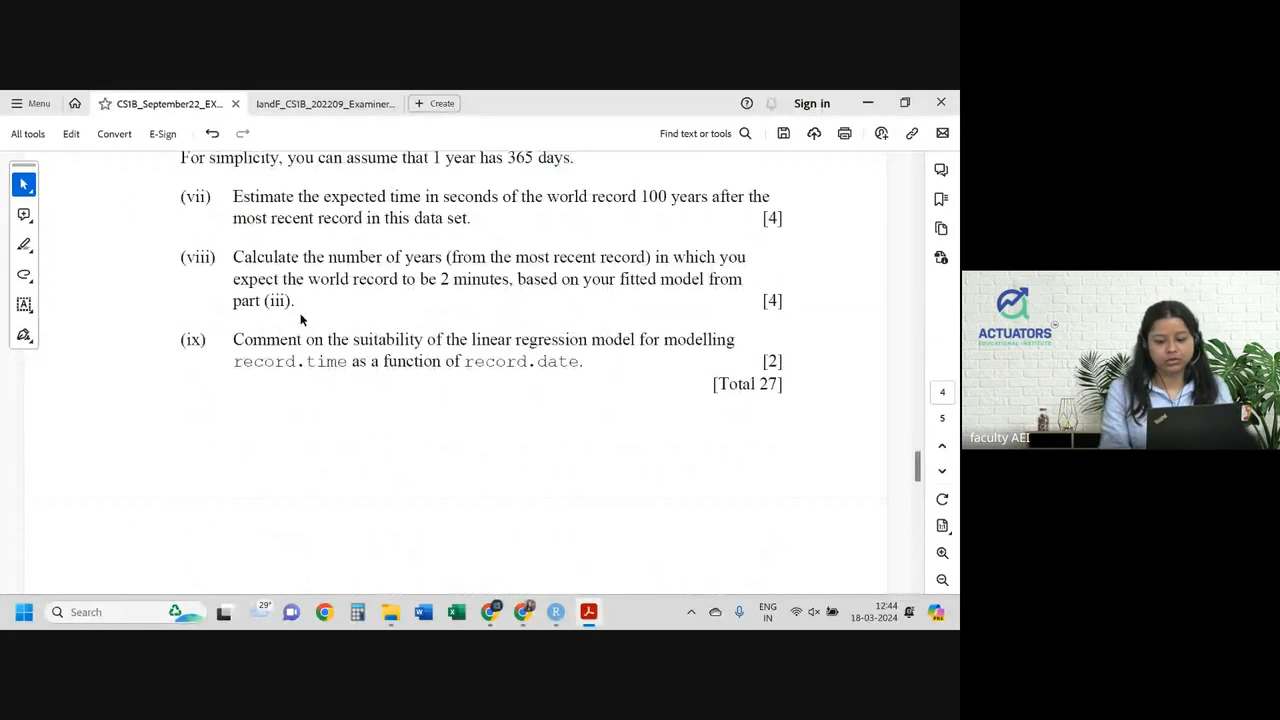 Menu
CS1B_September22_EX...
IandF_CS1B_202209_Examiner...
Create
Sign in
All tools
Edit
Convert
E-Sign
Find text or tools
For simplicity, you can assume that 1 year has 365 days.
(vii) Estimate the expected time in seconds of the world record 100 years after the
most recent record in this data set. [4]
(viii) Calculate the number of years (from the most recent record) in which you
expect the world record to be 2 minutes, based on your fitted model from
part (iii). [4]
(ix) Comment on the suitability of the linear regression model for modelling
record.time as a function of record.date. [2]
[Total 27]
4
5
ACTUATORS
EDUCATIONAL INSTITUTE
faculty AEI
Search
29°
ENG
IN
12:44
18-03-2024